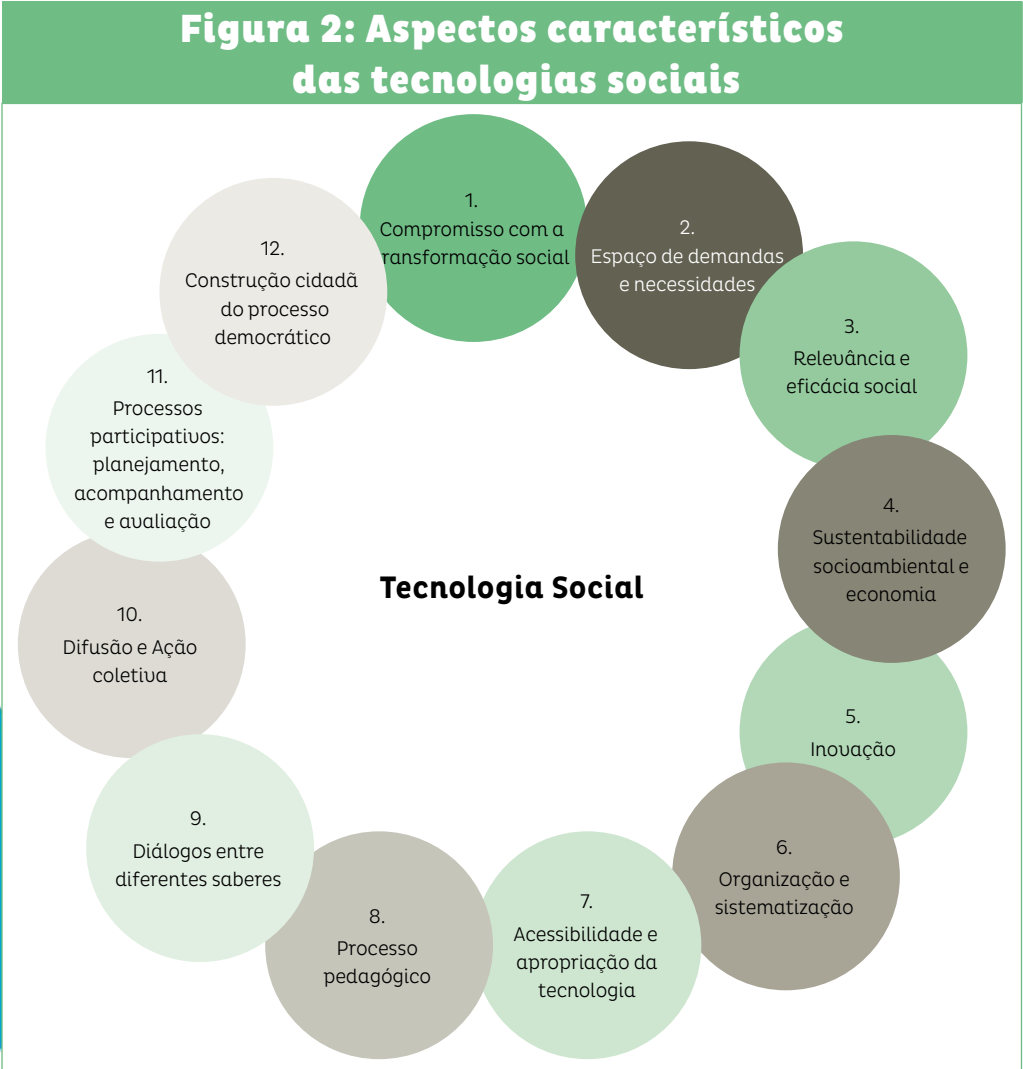 Figura 2: Aspectos característicos
das tecnologias sociais
1.
Compromisso com a
ransformação social
2.
Espaço de demandas
e necessidades
3.
Relevância e
eficácia social
4.
Sustentabilidade
socioambiental e
economia
5.
Inovação
6.
Organização e
sistematização
7.
Acessibilidade e
apropriação da
tecnologia
8.
Processo
pedagógico
9.
Diálogos entre
diferentes saberes
10.
Difusão e Ação
coletiva
11.
Processos
participativos:
planejamento,
acompanhamento
e avaliação
12.
Construção cidadã
do processo
democrático
Tecnologia Social